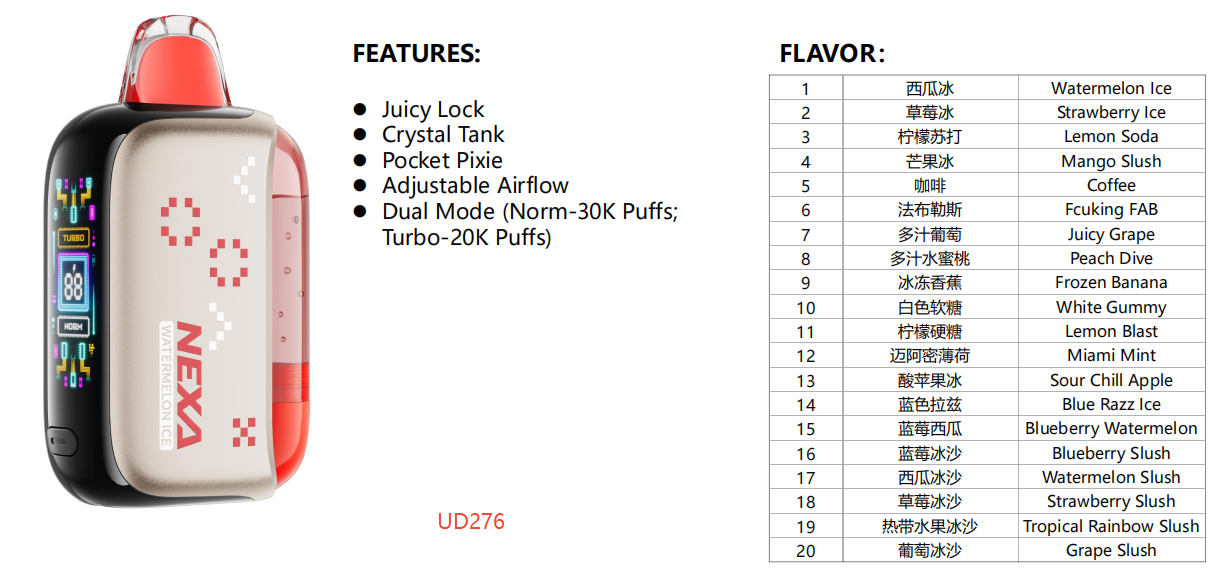 FEATURES:
● Juicy Lock
● Crystal Tank
● Pocket Pixie
● Adjustable Airflow
● Dual Mode (Norm-30K Puffs;
Turbo-20K Puffs)
TURBO
88
NORM
NEXA
WATERMELON ICE
UD276
FLAVOR：
1 西瓜冰 Watermelon Ice
2 草莓冰 Strawberry Ice
3 柠檬苏打 Lemon Soda
4 芒果冰 Mango Slush
5 咖啡 Coffee
6 法布勒斯 Fcuking FAB
7 多汁葡萄 Juicy Grape
8 多汁水蜜桃 Peach Dive
9 冰冻香蕉 Frozen Banana
10 白色软糖 White Gummy
11 柠檬硬糖 Lemon Blast
12 迈阿密薄荷 Miami Mint
13 酸苹果冰 Sour Chill Apple
14 蓝色拉兹 Blue Razz Ice
15 蓝莓西瓜 Blueberry Watermelon
16 蓝莓冰沙 Blueberry Slush
17 西瓜冰沙 Watermelon Slush
18 草莓冰沙 Strawberry Slush
19 热带水果冰沙 Tropical Rainbow Slush
20 葡萄冰沙 Grape Slush